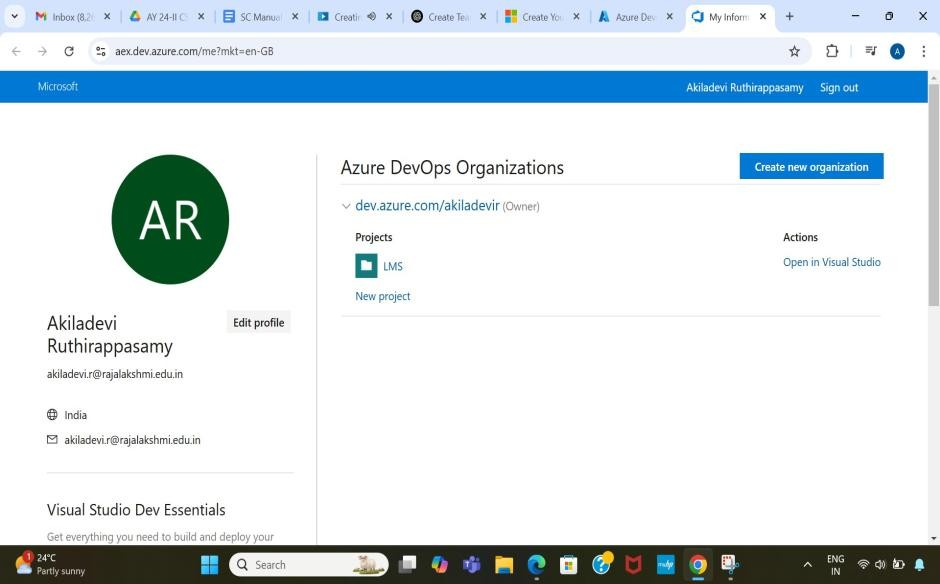 Inbox (8,2
AY 24-II CS
SC Manual
Creatin
Create Tea
Create You
Azure Dev
My Inform
aex.dev.azure.com/me?mkt=en-GB
A
Microsoft
Akiladevi Ruthirappasamy
Sign out
AR
Azure DevOps Organizations
Create new organization
dev.azure.com/akiladevir (Owner)
Projects
Actions
LMS
Open in Visual Studio
New project
Akiladevi
Ruthirappasamy
Edit profile
akiladevi.r@rajalakshmi.edu.in
India
akiladevi.r@rajalakshmi.edu.in
Visual Studio Dev Essentials
Get everything you need to build and deploy your
1
24°C
Partly sunny
Search
ENG
IN